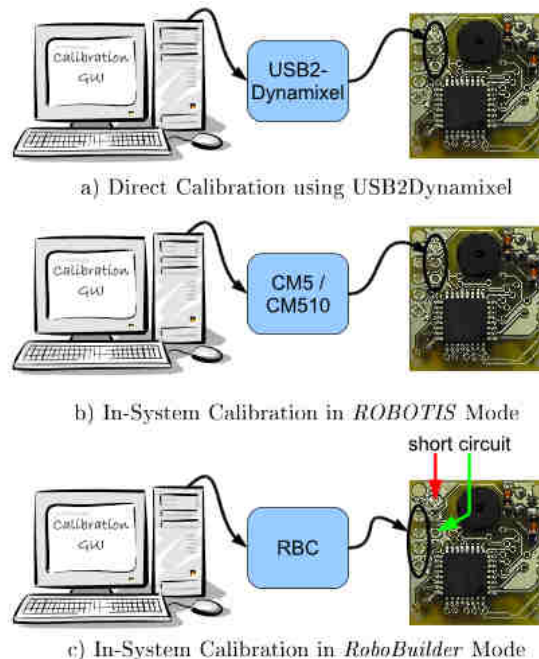 Calibration
GUI
USB2-
Dynamixel
a) Direct Calibration using USB2Dynamixel
Calibration
GUI
CM5 /
CM510
b) In-System Calibration in ROBOTIS Mode
short circuit
Calibration
GUI
RBC
c) In-System Calibration in RoboBuilder Mode